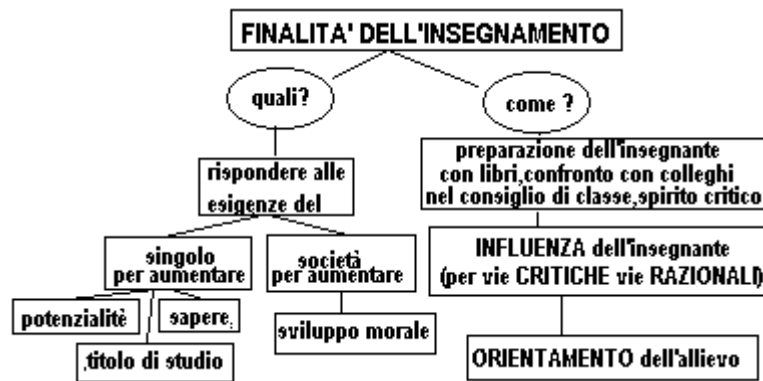 FINALITA' DELL'INSEGNAMENTO
quali?
come ?
rispondere alle
esigenze del
preparazione dell'insegnante
con libri,confronto con colleghi
nel consiglio di classe,spirito critico
singolo
per aumentare
società
per aumentare
INFLUENZA dell'insegnante
(per vie CRITICHE vie RAZIONALI)
potenzialitè
sapere,
,titolo di studio
sviluppo morale
ORIENTAMENTO dell'allievo